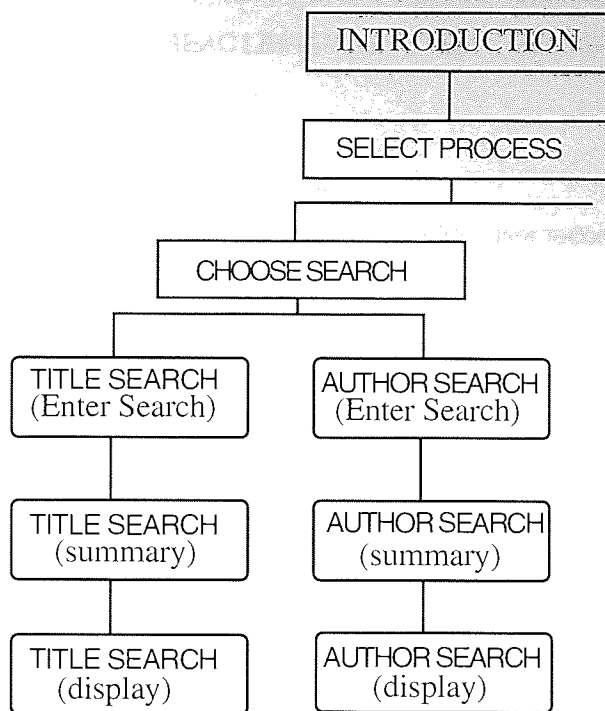 INTRODUCTION
SELECT PROCESS
CHOOSE SEARCH
TITLE SEARCH
(Enter Search)
AUTHOR SEARCH
(Enter Search)
TITLE SEARCH
(summary)
AUTHOR SEARCH
(summary)
TITLE SEARCH
(display)
AUTHOR SEARCH
(display)